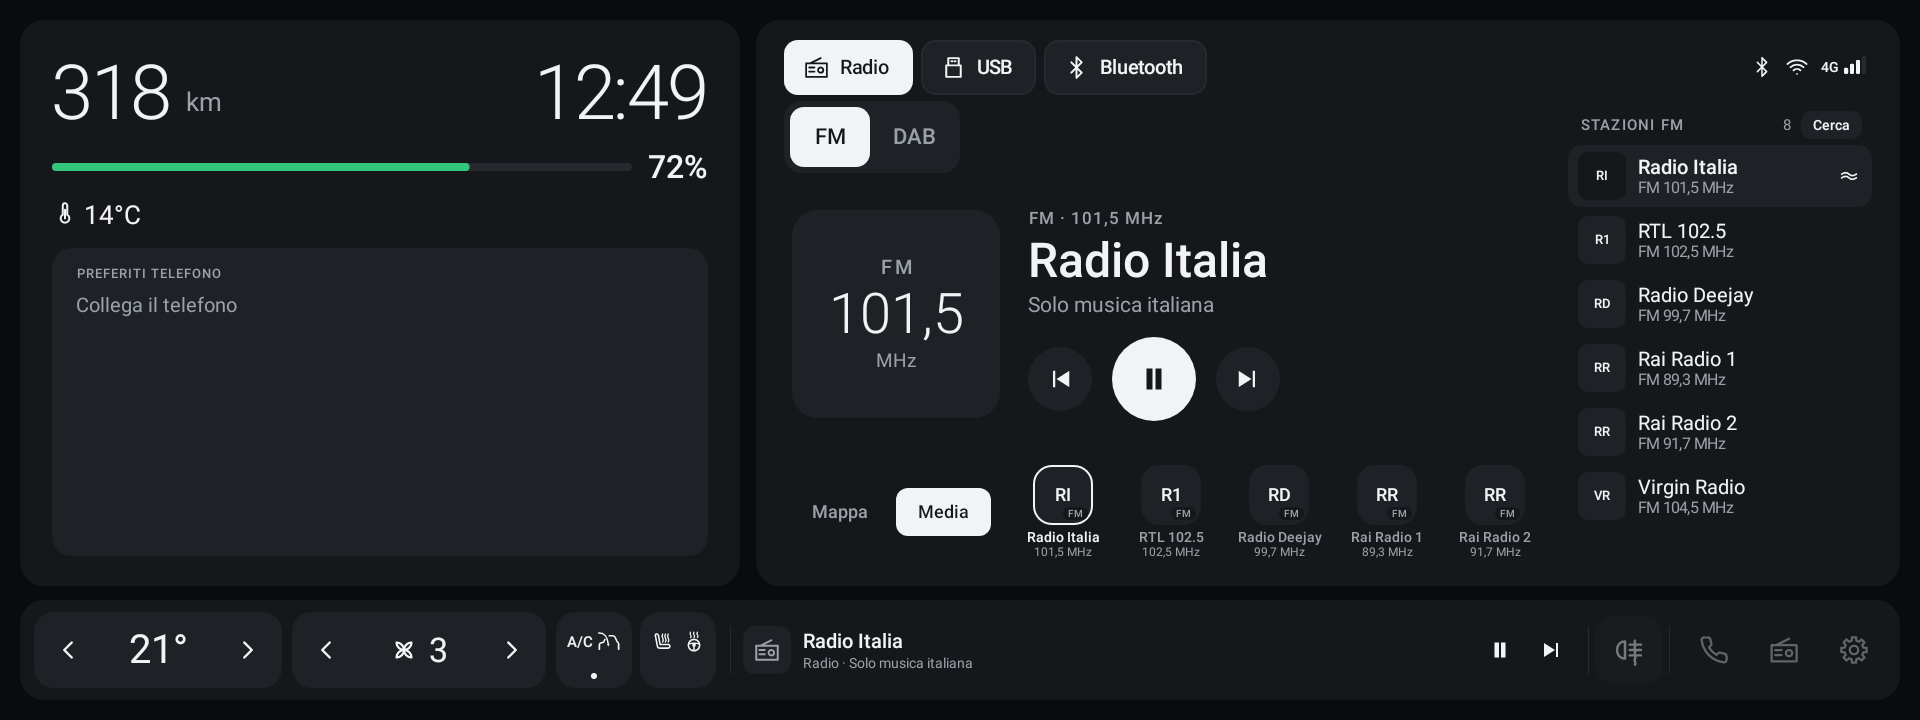 318 km
12:49
72%
14°C
PREFERITI TELEFONO
Collega il telefono
Radio
USB
Bluetooth
4G
FM
DAB
FM
101,5
MHz
FM · 101,5 MHz
Radio Italia
Solo musica italiana
Mappa
Media
RI
FM
Radio Italia
101,5 MHz
R1
FM
RTL 102.5
102,5 MHz
RD
FM
Radio Deejay
99,7 MHz
RR
FM
Rai Radio 1
89,3 MHz
RR
FM
Rai Radio 2
91,7 MHz
STAZIONI FM
8
Cerca
RI
Radio Italia
FM 101,5 MHz
R1
RTL 102.5
FM 102,5 MHz
RD
Radio Deejay
FM 99,7 MHz
RR
Rai Radio 1
FM 89,3 MHz
RR
Rai Radio 2
FM 91,7 MHz
VR
Virgin Radio
FM 104,5 MHz
21°
3
A/C
Radio Italia
Radio · Solo musica italiana